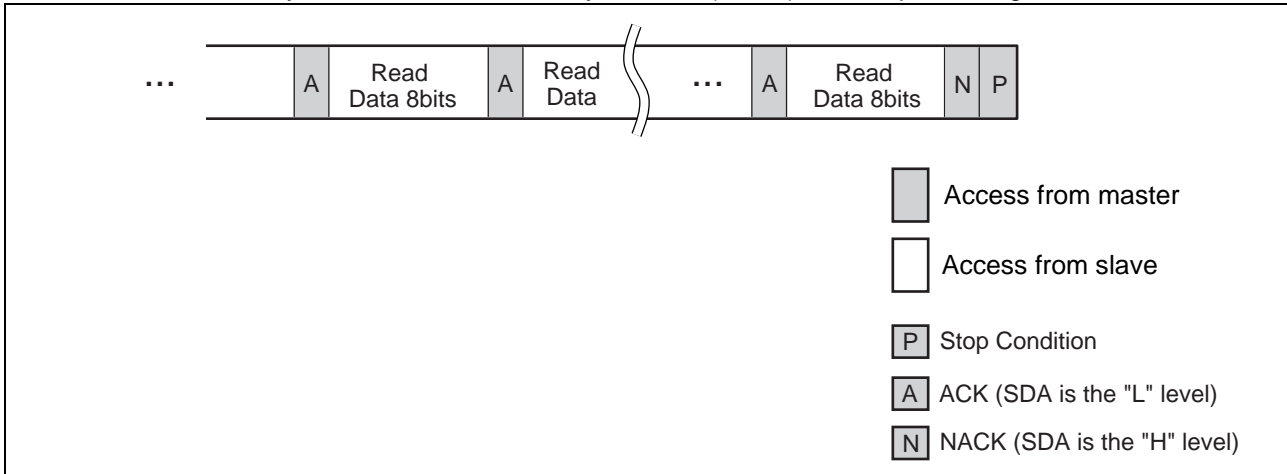 ... A Read Data 8bits A Read Data ... A Read Data 8bits N P
Access from master
Access from slave
P Stop Condition
A ACK (SDA is the "L" level)
N NACK (SDA is the "H" level)